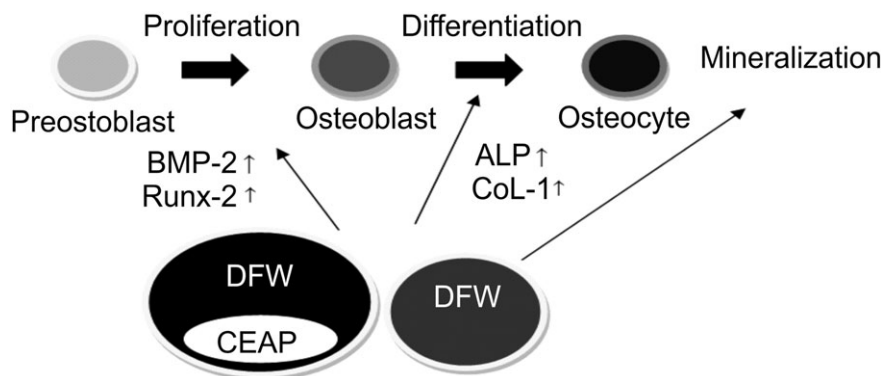 Proliferation
Differentiation
Mineralization
Preostoblast
Osteoblast
Osteocyte
BMP-2↑
Runx-2↑
ALP↑
CoL-1↑
DFW
CEAP
DFW